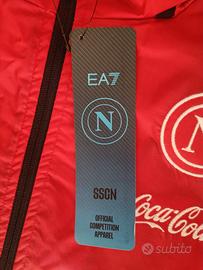 EA7
N
SSCN
OFFICIAL
COMPETITION
APPAREL
N
Coca-Cola
subito